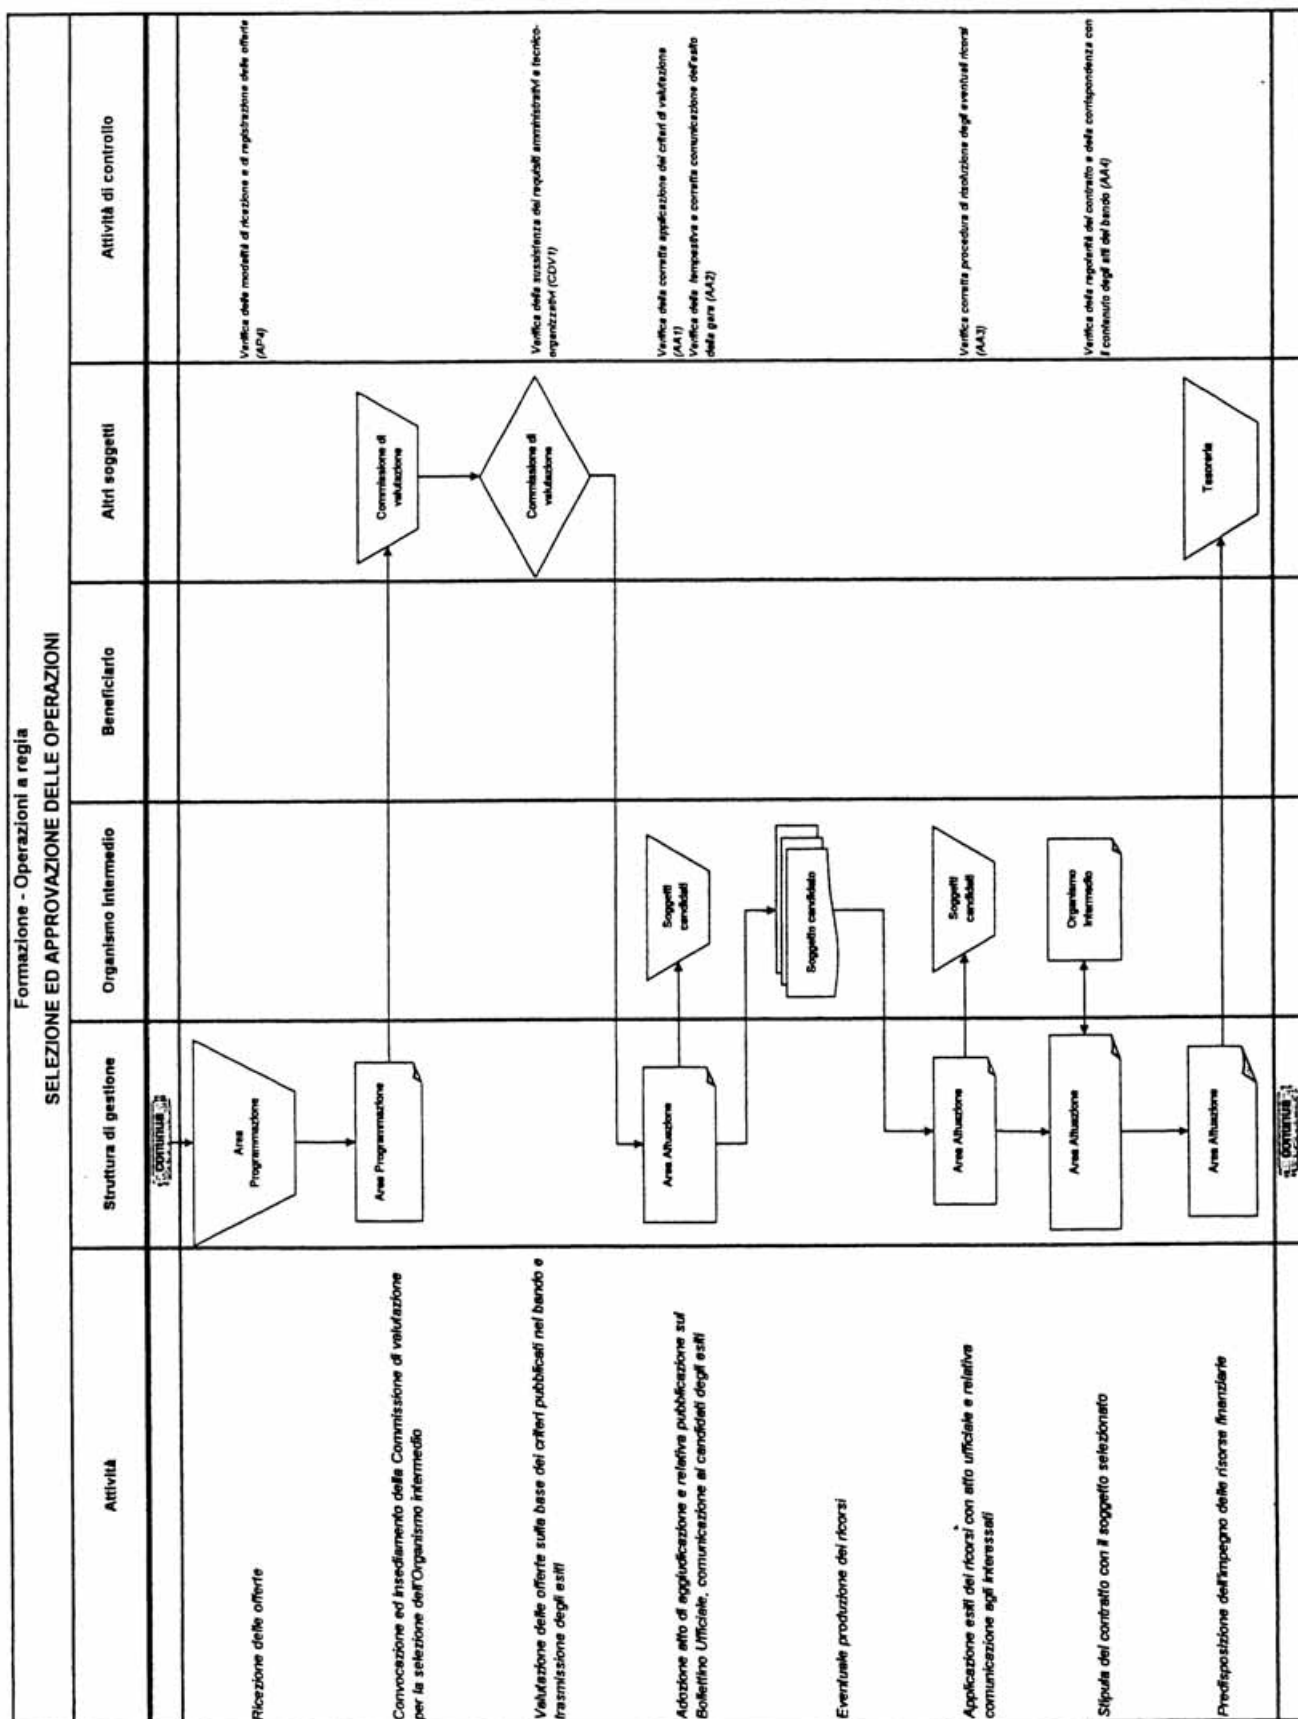 Formazione - Operazioni a regia
SELEZIONE ED APPROVAZIONE DELLE OPERAZIONI
Attività
Struttura di gestione
Organismo intermedio
Beneficiario
Altri soggetti
Attività di controllo
continua
Ricezione delle offerte
Area
Programmazione
Verifica delle modalità di ricezione e di registrazione delle offerte
(AP4)
Convocazione ed insediamento della Commissione di valutazione
per la selezione dell'Organismo intermedio
Area Programmazione
Commissione di
valutazione
Valutazione delle offerte sulla base dei criteri pubblicati nel bando e
trasmissione degli esiti
Commissione di
valutazione
Verifica della sussistenza dei requisiti amministrativi e tecnico-
organizzativi (CDV1)
Adozione atto di aggiudicazione e relativa pubblicazione sul
Bollettino Ufficiale, comunicazione ai candidati degli esiti
Area Attuazione
Soggetti
candidati
Verifica della corretta applicazione dei criteri di valutazione
(AA1)
Verifica della tempestiva e corretta comunicazione dell'esito
della gara (AA2)
Eventuale produzione dei ricorsi
Soggetto candidato
Applicazione esiti dei ricorsi con atto ufficiale e relativa
comunicazione agli interessati
Area Attuazione
Soggetti
candidati
Verifica corretta procedura di risoluzione degli eventuali ricorsi
(AA3)
Stipula del contratto con il soggetto selezionato
Area Attuazione
Organismo
Intermedio
Verifica della regolarità del contratto e della corrispondenza con
il contenuto degli atti del bando (AA4)
Predisposizione dell'impegno delle risorse finanziarie
Area Attuazione
Tesoreria
continua